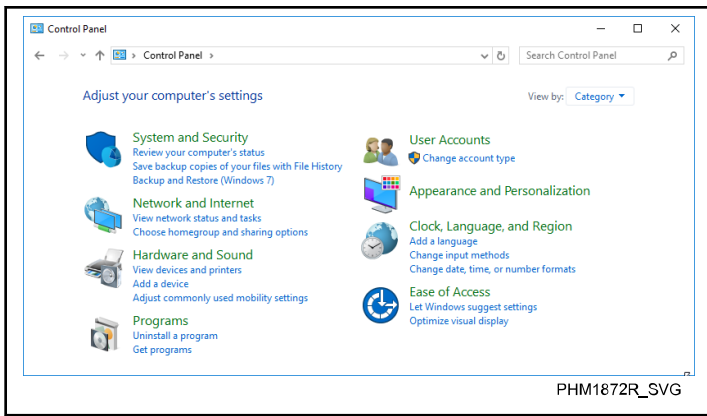 Control Panel
Control Panel
Search Control Panel
Adjust your computer's settings
View by: Category
System and Security
Review your computer's status
Save backup copies of your files with File History
Backup and Restore (Windows 7)
Network and Internet
View network status and tasks
Choose homegroup and sharing options
Hardware and Sound
View devices and printers
Add a device
Adjust commonly used mobility settings
Programs
Uninstall a program
Get programs
User Accounts
Change account type
Appearance and Personalization
Clock, Language, and Region
Add a language
Change input methods
Change date, time, or number formats
Ease of Access
Let Windows suggest settings
Optimize visual display
PHM1872R_SVG